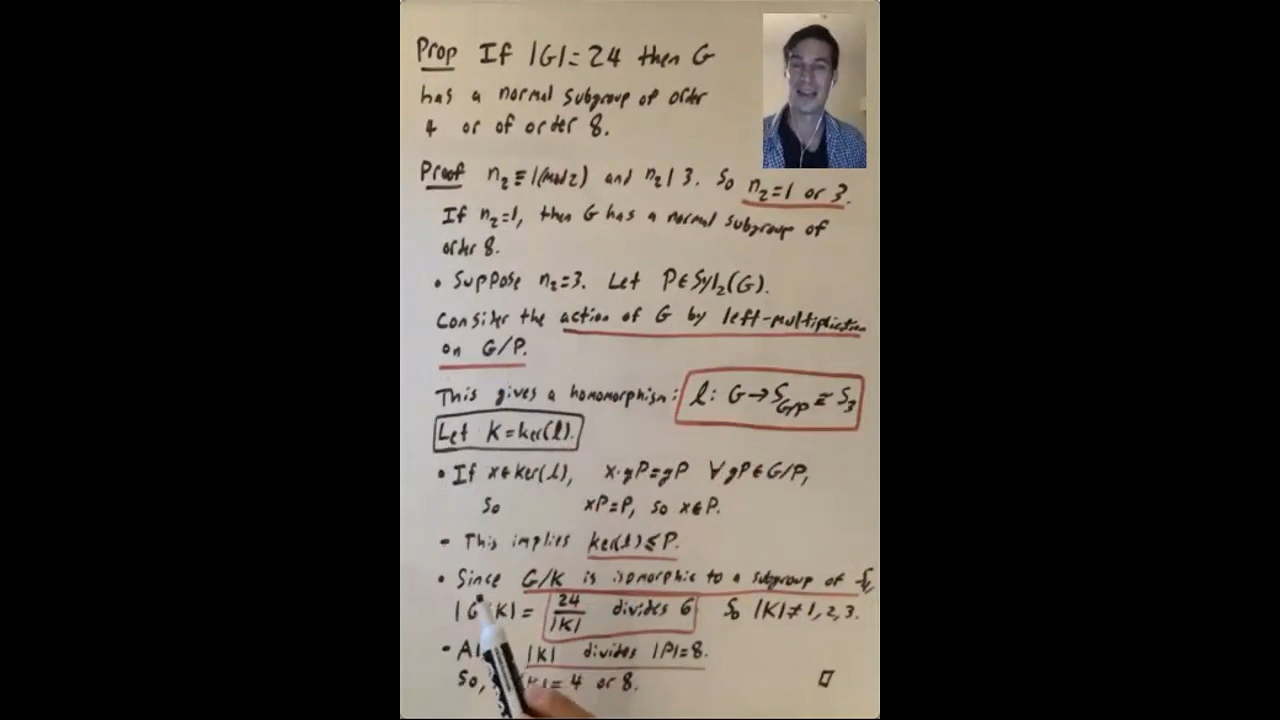 Prop If |G|=24 then G
has a normal subgroup of order
4 or of order 8.
Proof n₂≡1(mod2) and n₂|3. So n₂=1 or 3.
If n₂=1, then G has a normal subgroup of
order 8.
• Suppose n₂=3. Let P∈Syl₂(G).
Consider the action of G by left-multiplication
on G/P.
This gives a homomorphism: l: G→S_{G/P}≅S₃
Let K=ker(l).
• If x∈ker(l), x·gP=gP ∀gP∈G/P,
so xP=P, so x∈P.
- This implies ker(l)≤P.
• Since G/K is isomorphic to a subgroup of
|G/K|= 24/|K| divides 6 So |K|≠1,2,3.
• |K| divides |P|=8.
So, |K|=4 or 8. □